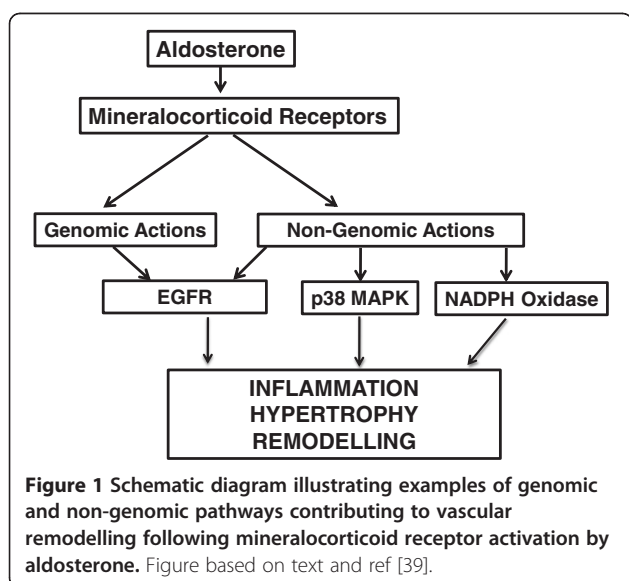 Aldosterone
Mineralocorticoid Receptors
Genomic Actions
Non-Genomic Actions
EGFR
p38 MAPK
NADPH Oxidase
INFLAMMATION
HYPERTROPHY
REMODELLING
Figure 1 Schematic diagram illustrating examples of genomic
and non-genomic pathways contributing to vascular
remodelling following mineralocorticoid receptor activation by
aldosterone. Figure based on text and ref [39].